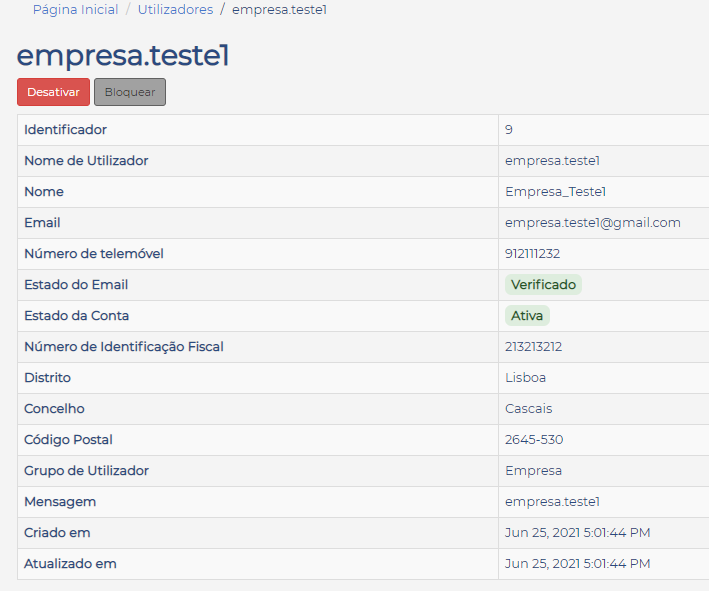 Página Inicial / Utilizadores / empresa.teste1
empresa.teste1
Desativar Bloquear
Identificador 9
Nome de Utilizador empresa.teste1
Nome Empresa_Teste1
Email empresa.teste1@gmail.com
Número de telemóvel 912111232
Estado do Email Verificado
Estado da Conta Ativa
Número de Identificação Fiscal 213213212
Distrito Lisboa
Concelho Cascais
Código Postal 2645-530
Grupo de Utilizador Empresa
Mensagem empresa.teste1
Criado em Jun 25, 2021 5:01:44 PM
Atualizado em Jun 25, 2021 5:01:44 PM